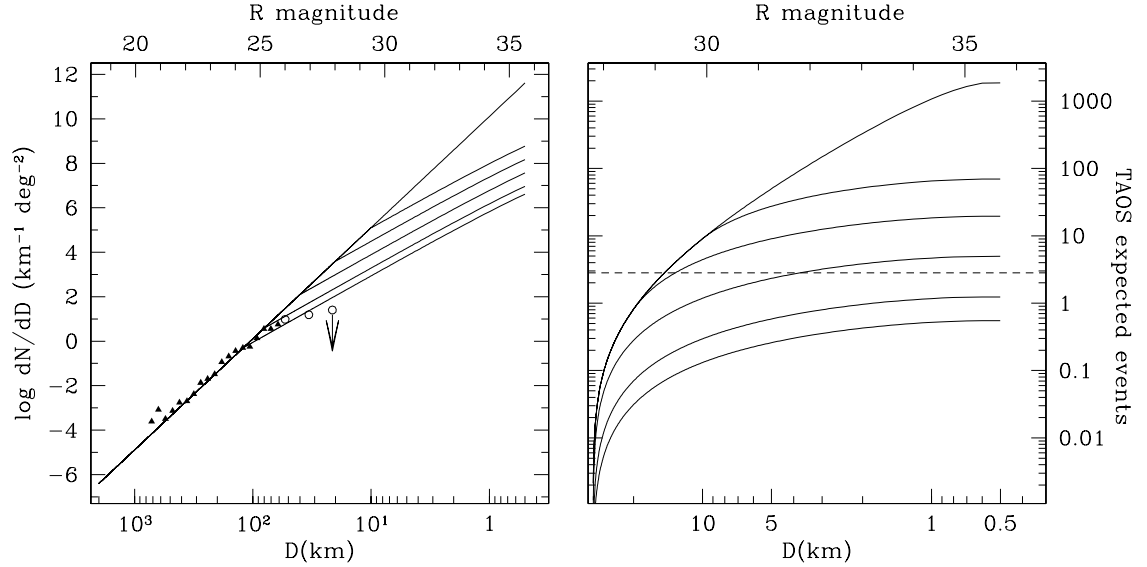 R magnitude
R magnitude
20 25 30 35
30 35
12
10
8
6
4
2
0
−2
−4
−6
log dN/dD (km⁻¹ deg⁻²)
1000
100
10
1
0.1
0.01
TAOS expected events
10³ 10² 10¹ 1
10 5 1 0.5
D(km)
D(km)